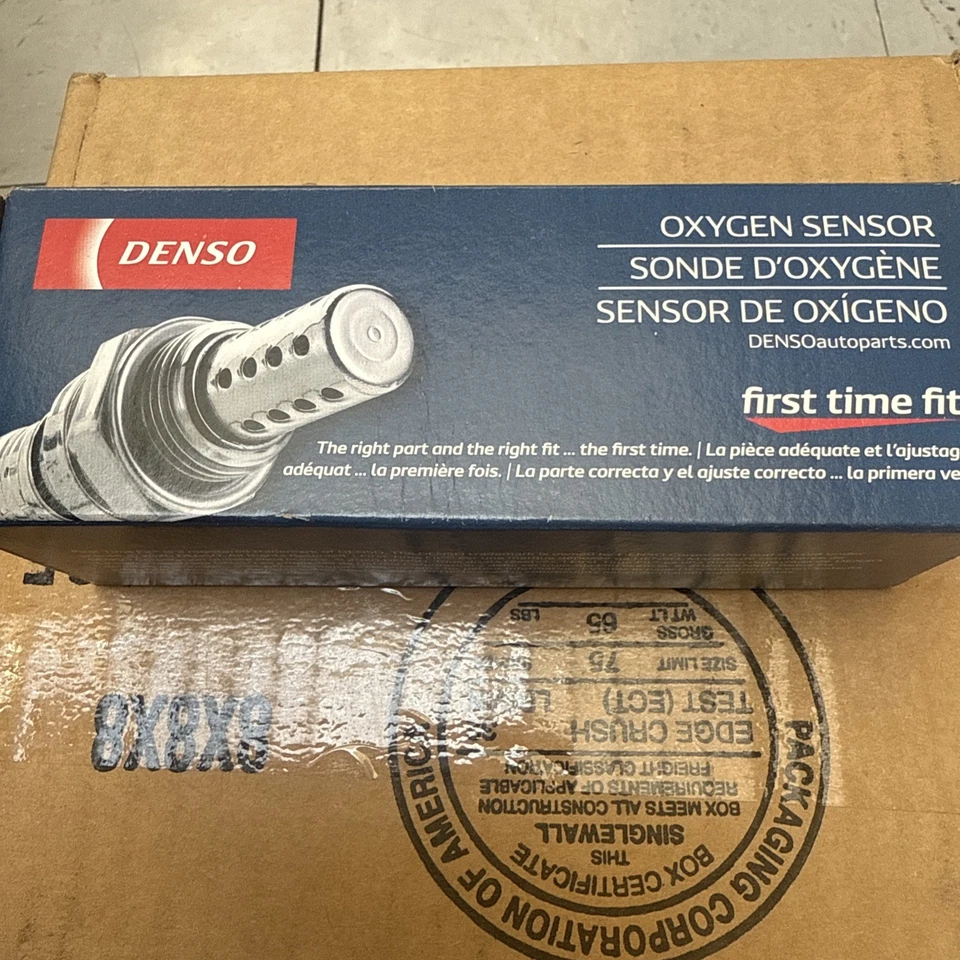 DENSO
OXYGEN SENSOR
SONDE D'OXYGÈNE
SENSOR DE OXÍGENO
DENSOautoparts.com
first time fit
The right part and the right fit ... the first time. | La pièce adéquate et l'ajustag
adéquat ... la première fois. | La parte correcta y el ajuste correcto ... la primera ve
8X8X8
PACKAGING CORPORATION OF AMERICA
BOX CERTIFICATE
THIS
SINGLEWALL
BOX MEETS ALL CONSTRUCTION
REQUIREMENTS OF APPLICABLE
FREIGHT CLASSIFICATION
EDGE CRUSH
TEST (ECT)
SIZE LIMIT 75
GROSS
WT LT 65 LBS